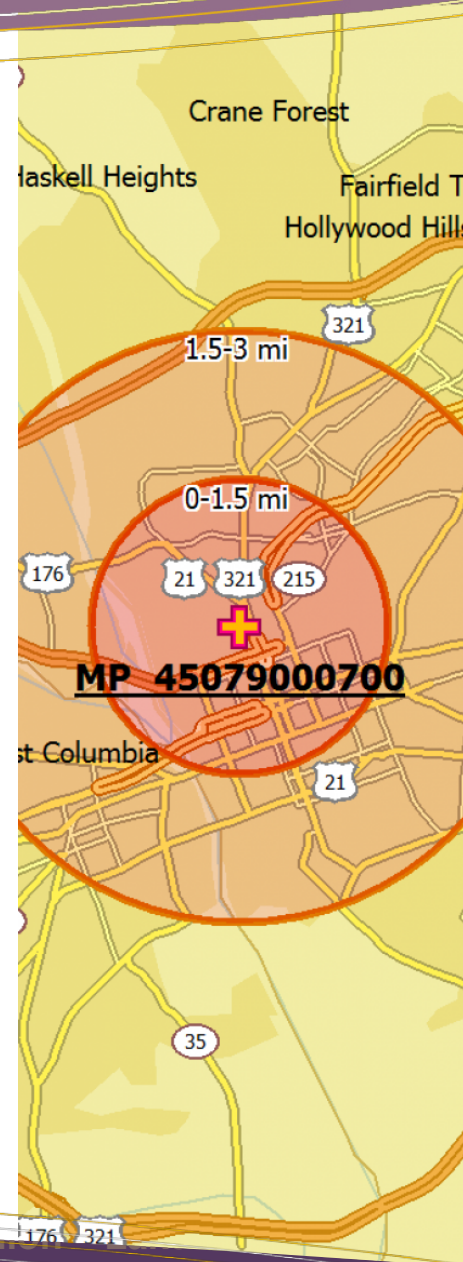 Crane Forest
Haskell Heights
Fairfield T
Hollywood Hills
321
1.5-3 mi
0-1.5 mi
176
21
321
215
MP 45079000700
st Columbia
21
35
176
321